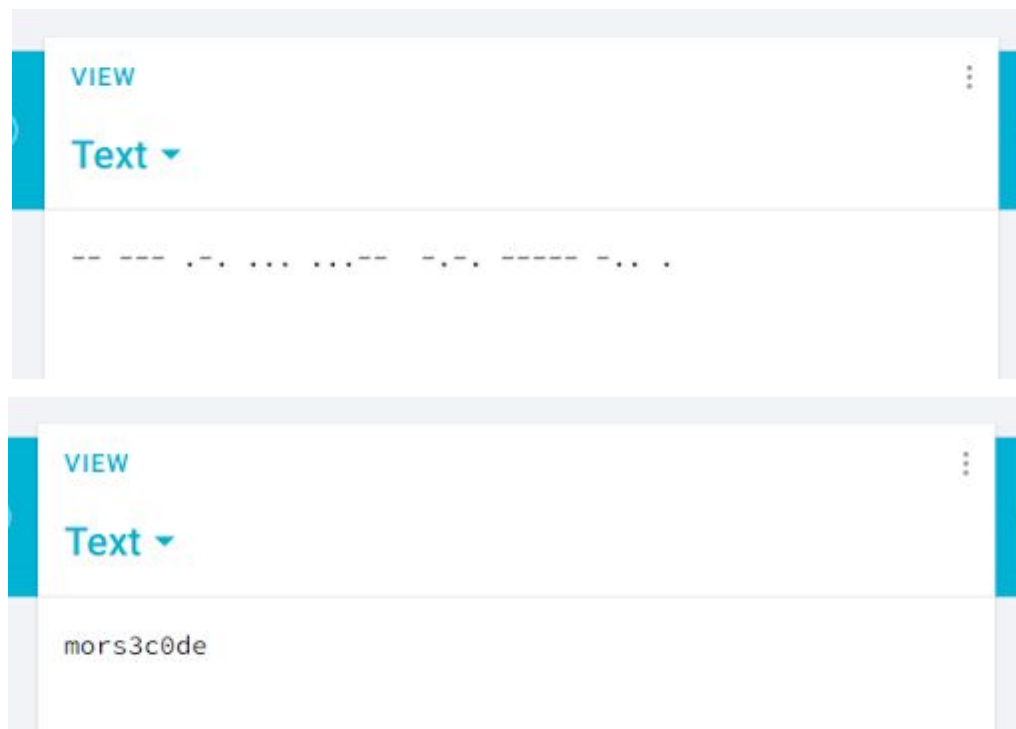 VIEW
Text
-- --- .-. ... ...-- -.-. ----- -.. .
VIEW
Text
mors3c0de